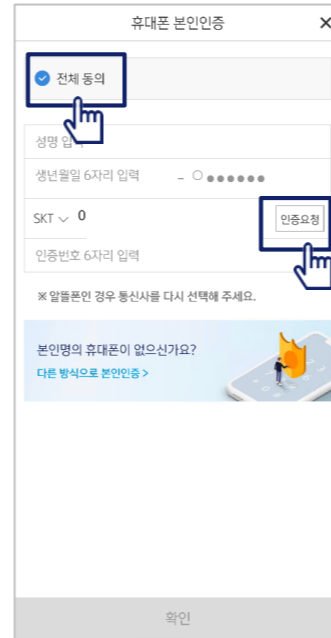 휴대폰 본인인증
전체 동의
성명 입력
생년월일 6자리 입력 -
SKT 0
인증요청
인증번호 6자리 입력
※ 알뜰폰인 경우 통신사를 다시 선택해 주세요.
본인명의 휴대폰이 없으신가요?
다른 방식으로 본인인증 >
확인